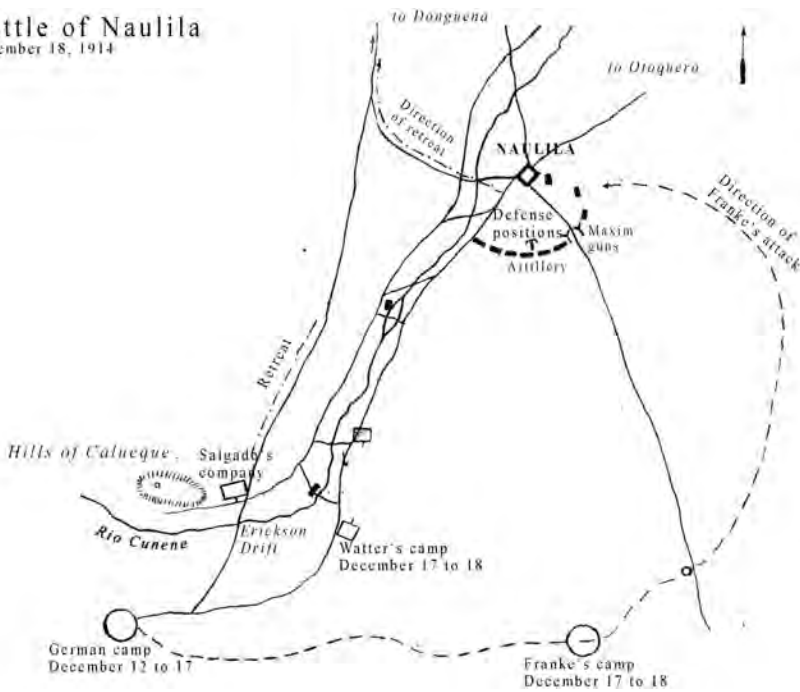 ttle of Naulila
ember 18, 1914
to Donguena
to Otoquero
Direction
of retreat
NAULILA
Direction of
Franke's attack
Defense
positions
Maxim
guns
Artillery
Retreat
Hills of Calueque
Salgado's
company
Rio Cunene
Erickson
Drift
Watter's camp
December 17 to 18
German camp
December 12 to 17
Franke's camp
December 17 to 18